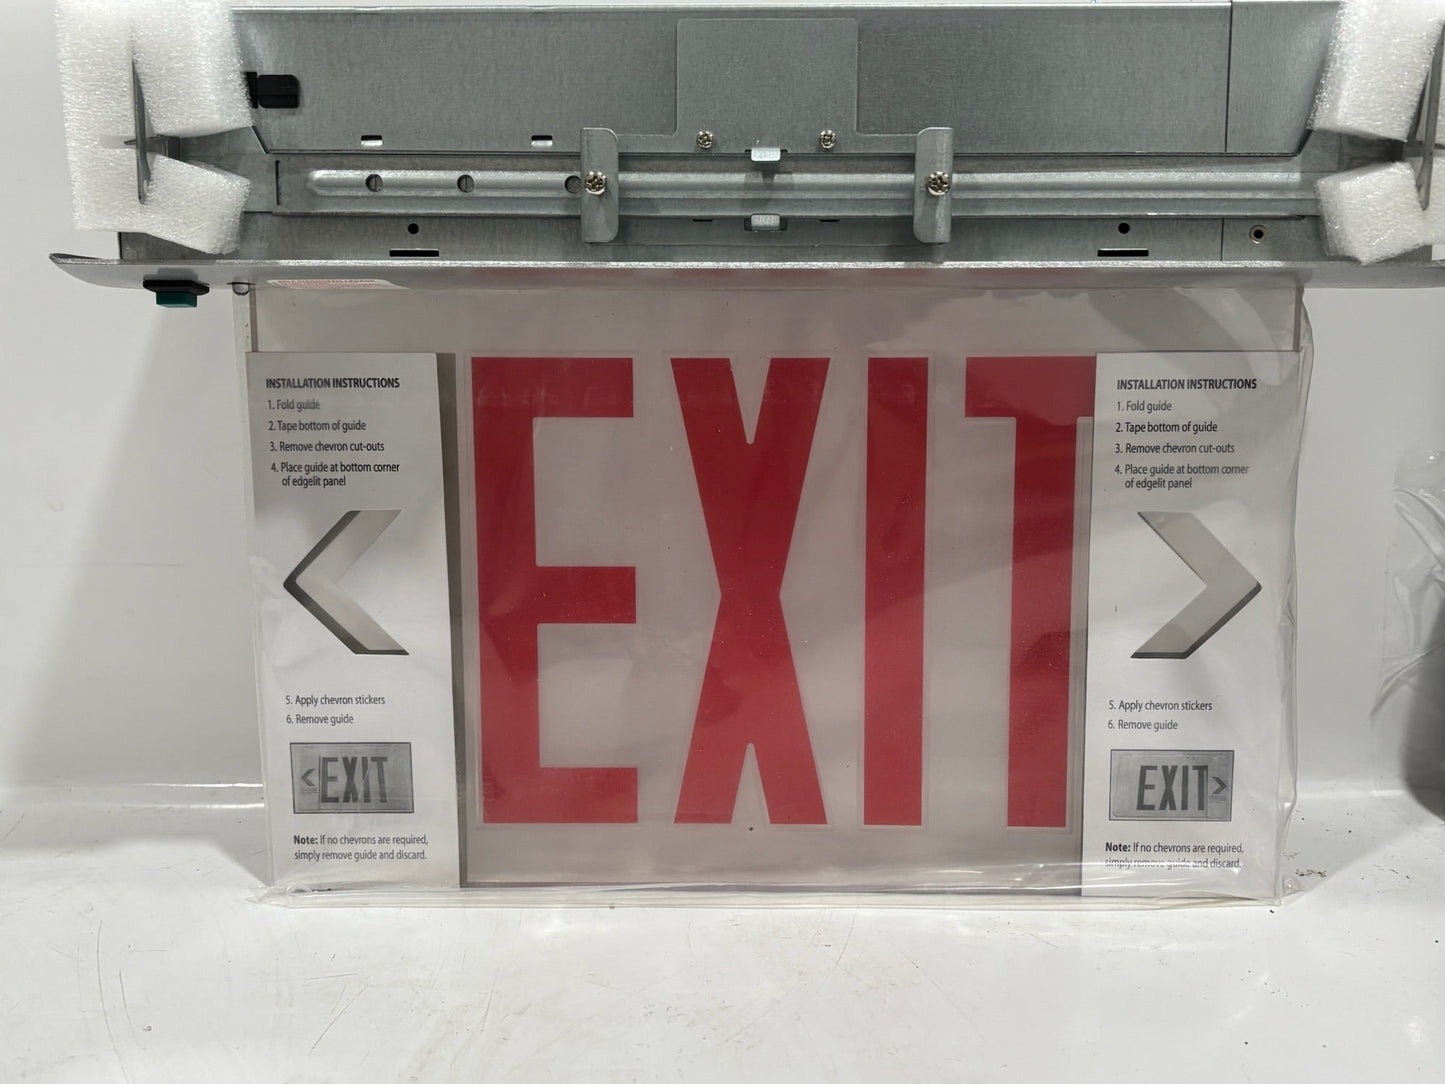 INSTALLATION INSTRUCTIONS
1. Fold guide
2. Tape bottom of guide
3. Remove chevron cut-outs
4. Place guide at bottom corner
of edgelit panel
5. Apply chevron stickers
6. Remove guide
<EXIT
Note: If no chevrons are required,
simply remove guide and discard.
EXIT
INSTALLATION INSTRUCTIONS
1. Fold guide
2. Tape bottom of guide
3. Remove chevron cut-outs
4. Place guide at bottom corner
of edgelit panel
5. Apply chevron stickers
6. Remove guide
EXIT>
Note: If no chevrons are required,
simply remove guide and discard.